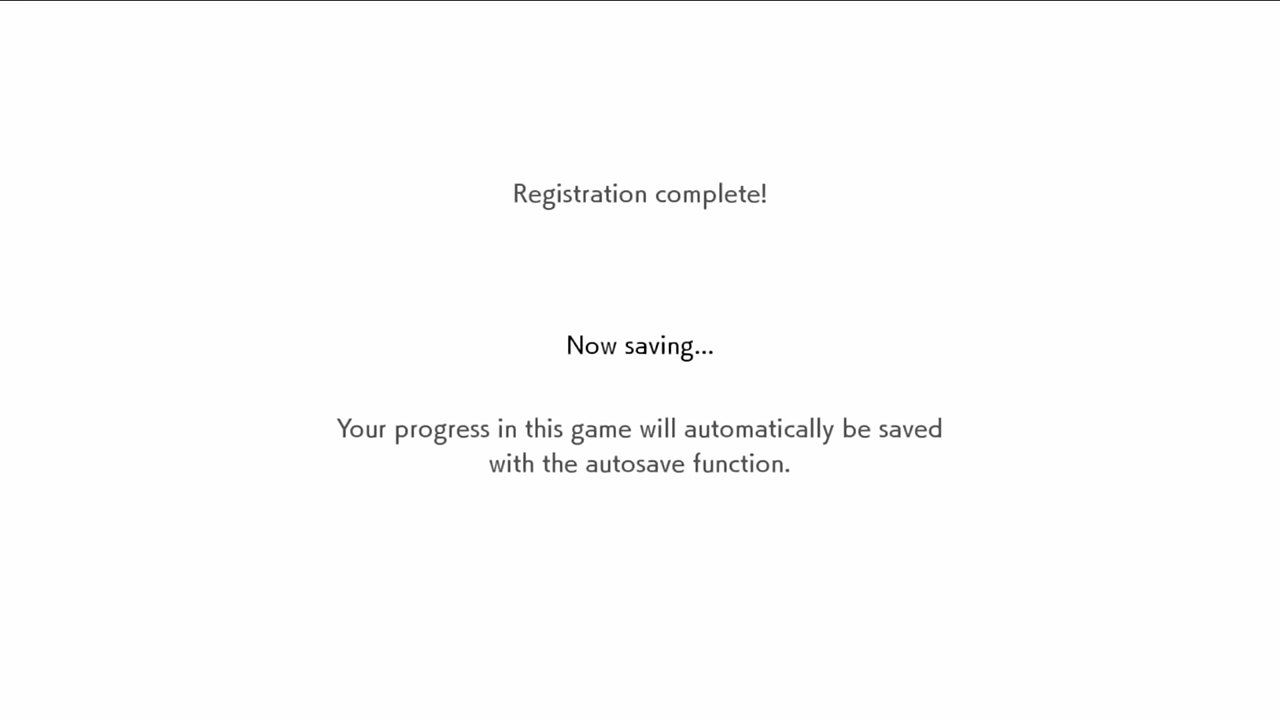 Registration complete!
Now saving...
Your progress in this game will automatically be saved
with the autosave function.